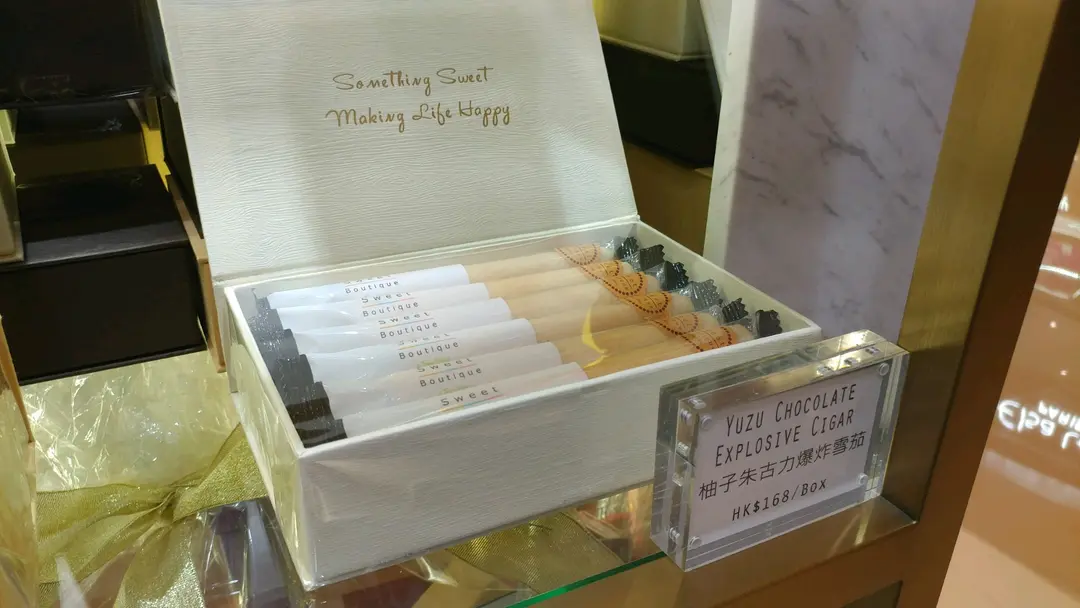 Something Sweet
Making Life Happy
Sweet
Boutique
Sweet
Boutique
Sweet
Boutique
Sweet
Boutique
Sweet
Boutique
Sweet
YUZU CHOCOLATE
EXPLOSIVE CIGAR
柚子朱古力爆炸雪茄
HK$168/BOX